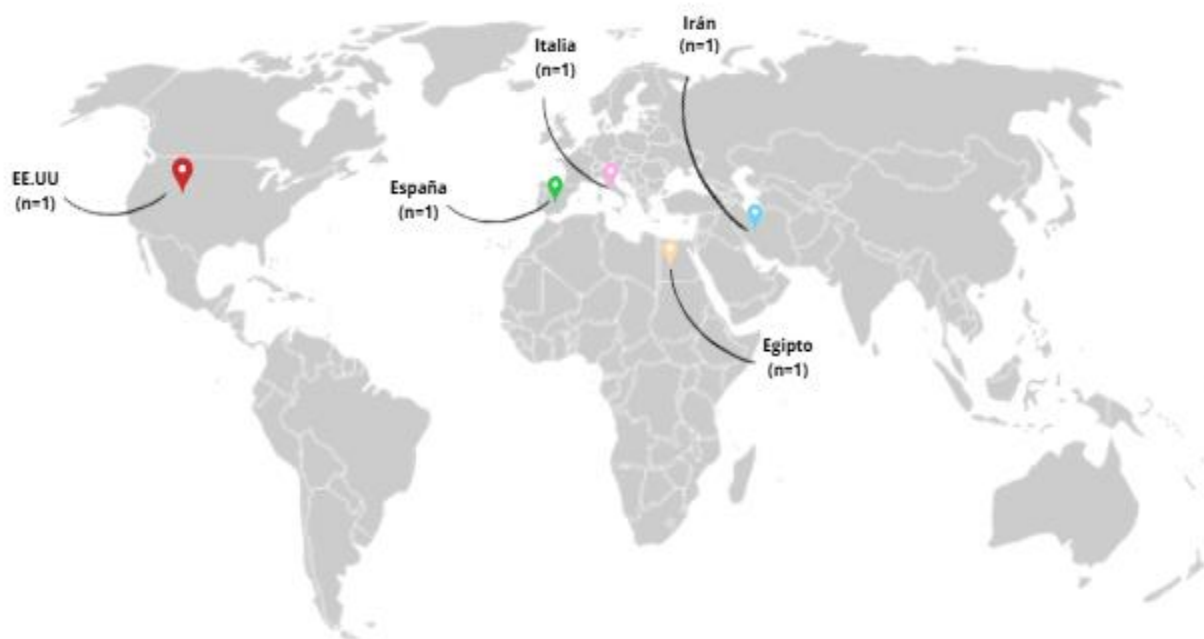 Irán
(n=1)
Italia
(n=1)
EE.UU
(n=1)
España
(n=1)
Egipto
(n=1)